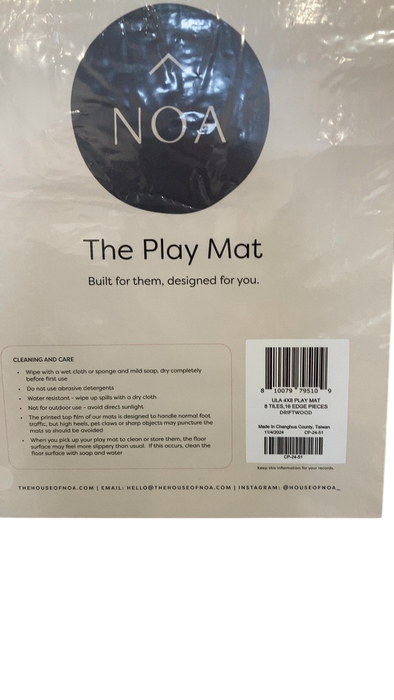 NOA
The Play Mat
Built for them, designed for you.
CLEANING AND CARE
• Wipe with a wet cloth or sponge and mild soap, dry completely
before first use
• Do not use abrasive detergents
• Water resistant - wipe up spills with a dry cloth
• Not for outdoor use - avoid direct sunlight
• The printed top film of our mats is designed to handle normal foot
traffic, but high heels, pet claws or sharp objects may puncture the
mats so should be avoided
• When you pick up your play mat to clean or store them, the floor
surface may feel more slippery than usual. If this occurs, clean the
floor surface with soap and water
8 10079 79510 9
ULA 4X6 PLAY MAT
6 TILES,16 EDGE PIECES
DRIFTWOOD
Made in Changhua County, Taiwan
11/4/2024 CP-24-51
CP-24-51
Keep this information for your records.
THEHOUSEOFNOA.COM | EMAIL: HELLO@THEHOUSEOFNOA.COM | INSTAGRAM: @HOUSEOFNOA_